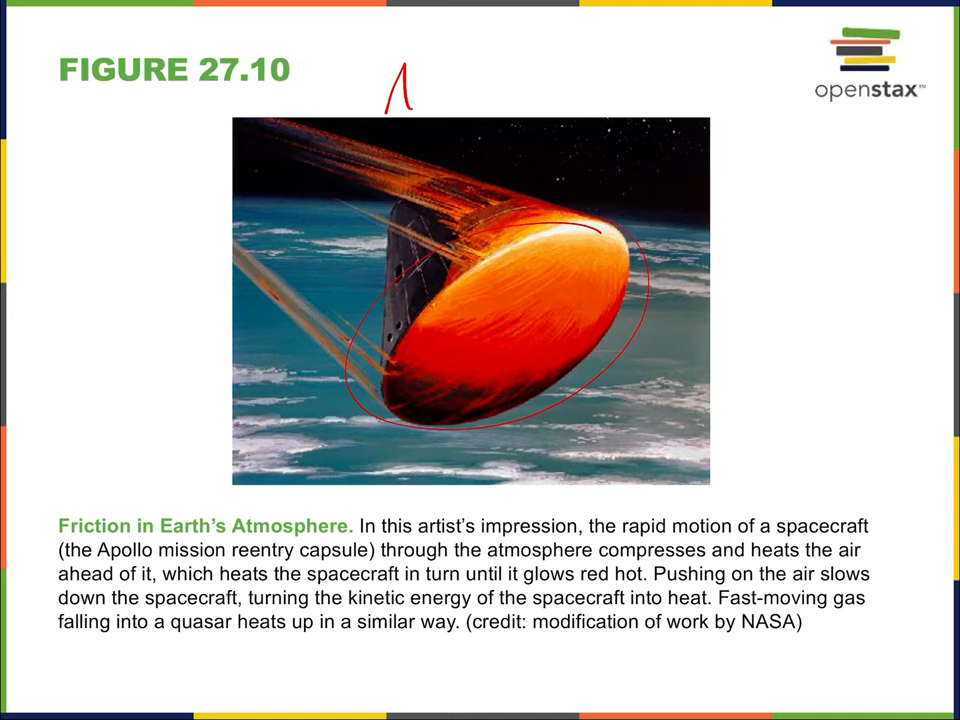 FIGURE 27.10
openstax™
Friction in Earth’s Atmosphere. In this artist’s impression, the rapid motion of a spacecraft
(the Apollo mission reentry capsule) through the atmosphere compresses and heats the air
ahead of it, which heats the spacecraft in turn until it glows red hot. Pushing on the air slows
down the spacecraft, turning the kinetic energy of the spacecraft into heat. Fast-moving gas
falling into a quasar heats up in a similar way. (credit: modification of work by NASA)